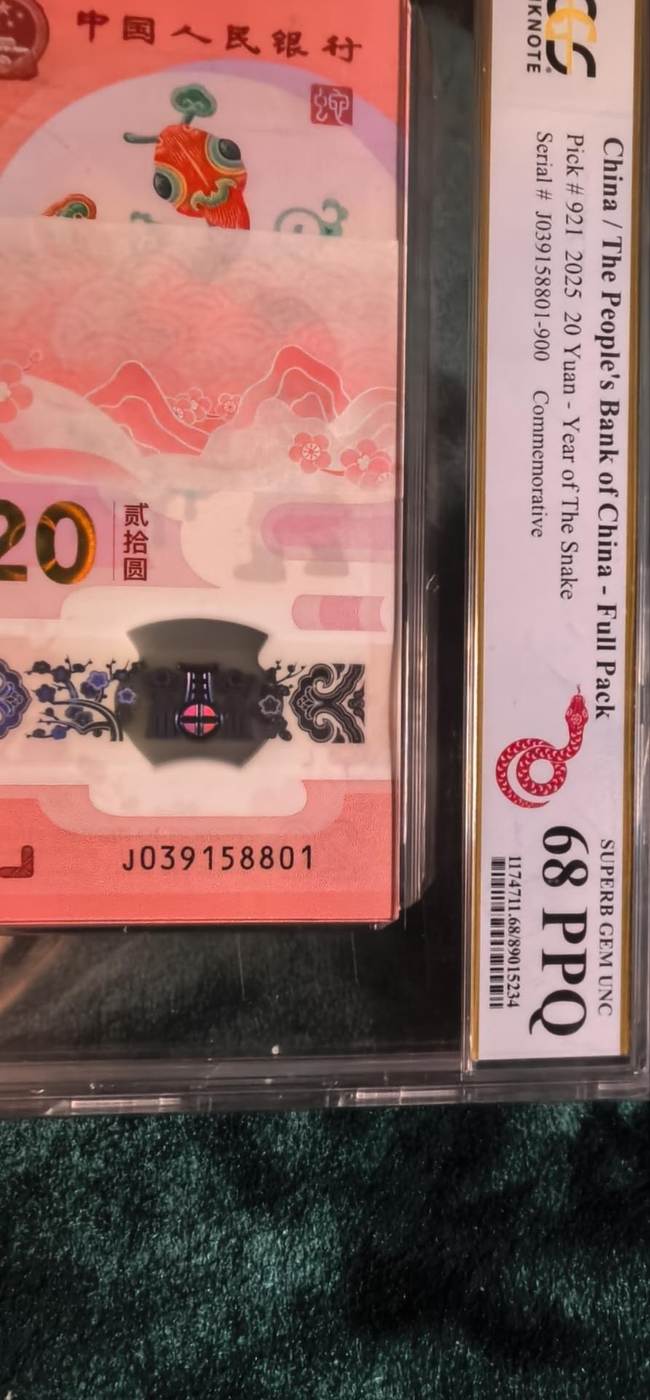 中国人民银行
20
贰拾圆
J039158801
BANKNOTE
China / The People's Bank of China - Full Pack
Pick # 921 2025 20 Yuan - Year of The Snake
Serial # J039158801-900 Commemorative
SUPERB GEM UNC
68 PPQ
1174711.68/89015234